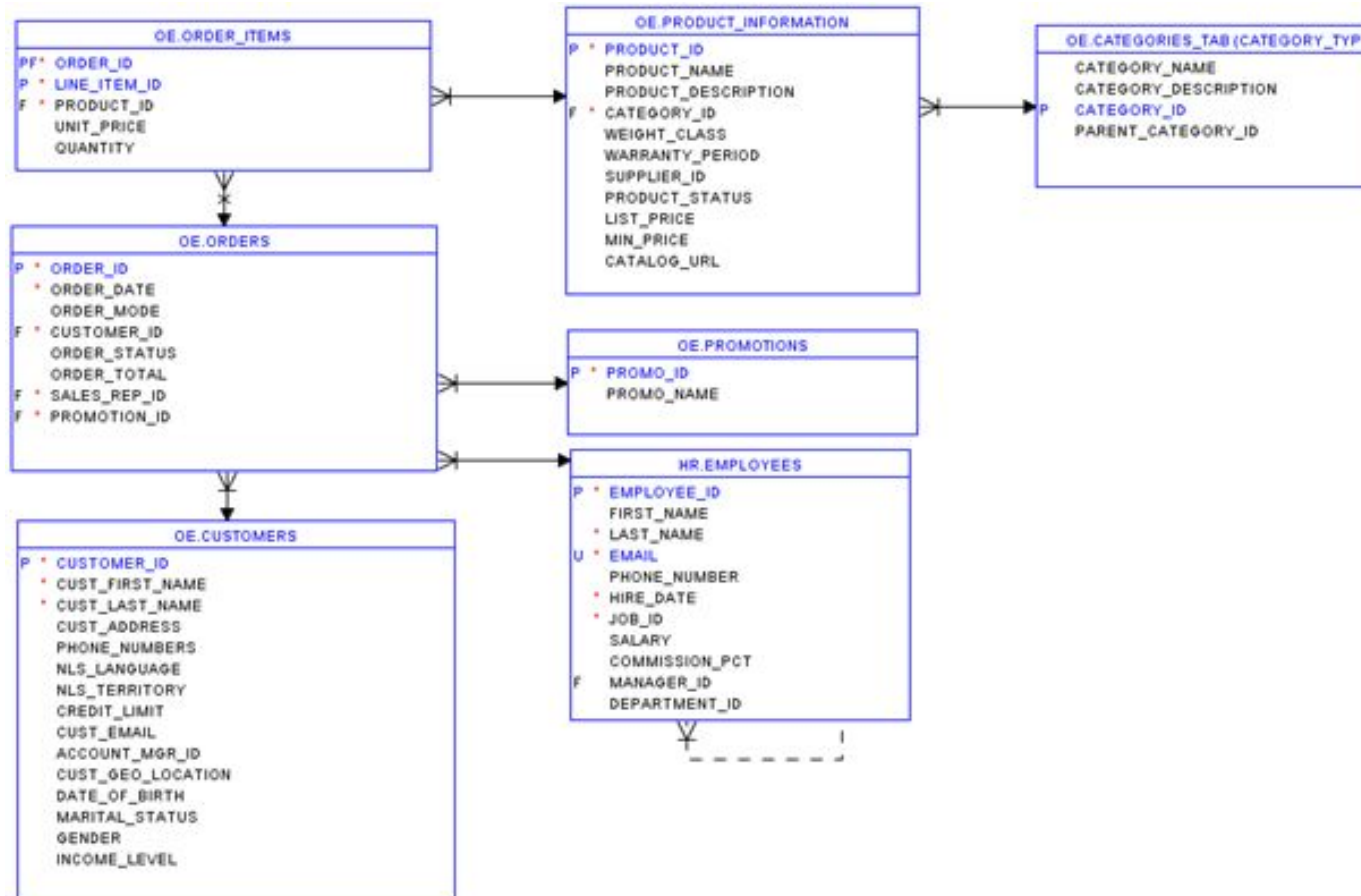 OE.ORDER_ITEMS
PF* ORDER_ID
P * LINE_ITEM_ID
F * PRODUCT_ID
UNIT_PRICE
QUANTITY
OE.PRODUCT_INFORMATION
P * PRODUCT_ID
PRODUCT_NAME
PRODUCT_DESCRIPTION
F * CATEGORY_ID
WEIGHT_CLASS
WARRANTY_PERIOD
SUPPLIER_ID
PRODUCT_STATUS
LIST_PRICE
MIN_PRICE
CATALOG_URL
OE.CATEGORIES_TAB (CATEGORY_TYP
CATEGORY_NAME
CATEGORY_DESCRIPTION
P CATEGORY_ID
PARENT_CATEGORY_ID
OE.ORDERS
P * ORDER_ID
* ORDER_DATE
ORDER_MODE
F * CUSTOMER_ID
ORDER_STATUS
ORDER_TOTAL
F * SALES_REP_ID
F * PROMOTION_ID
OE.PROMOTIONS
P * PROMO_ID
PROMO_NAME
HR.EMPLOYEES
P * EMPLOYEE_ID
FIRST_NAME
* LAST_NAME
U * EMAIL
PHONE_NUMBER
* HIRE_DATE
* JOB_ID
SALARY
COMMISSION_PCT
F MANAGER_ID
DEPARTMENT_ID
OE.CUSTOMERS
P * CUSTOMER_ID
* CUST_FIRST_NAME
* CUST_LAST_NAME
CUST_ADDRESS
PHONE_NUMBERS
NLS_LANGUAGE
NLS_TERRITORY
CREDIT_LIMIT
CUST_EMAIL
ACCOUNT_MGR_ID
CUST_GEO_LOCATION
DATE_OF_BIRTH
MARITAL_STATUS
GENDER
INCOME_LEVEL